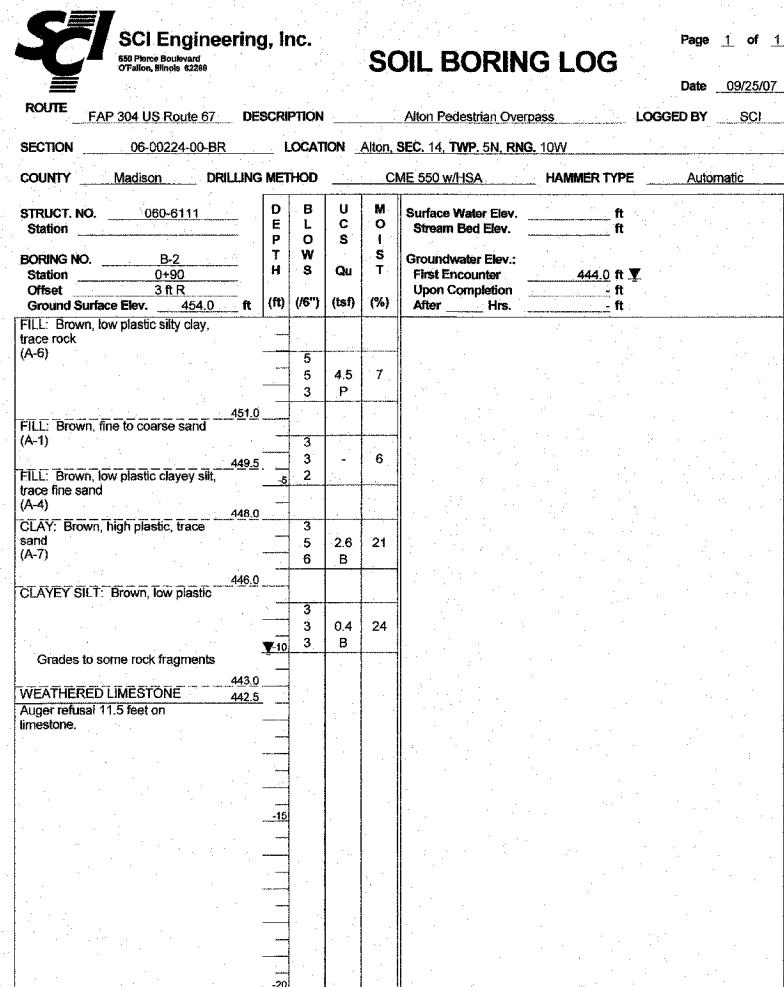 SCI
SCI Engineering, Inc.
650 Pierce Boulevard
O'Fallon, Illinois 62269
SOIL BORING LOG
Page 1 of 1
Date 09/25/07
ROUTE FAP 304 US Route 67 DESCRIPTION Alton Pedestrian Overpass LOGGED BY SCI
SECTION 06-00224-00-BR LOCATION Alton, SEC. 14, TWP. 5N, RNG. 10W
COUNTY Madison DRILLING METHOD CME 550 w/HSA HAMMER TYPE Automatic
STRUCT. NO. 060-6111
Station
BORING NO. B-2
Station 0+90
Offset 3 ft R
Ground Surface Elev. 454.0 ft
DEPTH (ft)
BLOWS (/6")
UCS Qu (tsf)
MOIST (%)
Surface Water Elev. ft
Stream Bed Elev. ft
Groundwater Elev.:
First Encounter 444.0 ft
Upon Completion - ft
After Hrs. - ft
FILL: Brown, low plastic silty clay,
trace rock
(A-6)
5
5 4.5 7
3 P
451.0
FILL: Brown, fine to coarse sand
(A-1)
3
449.5 3 - 6
FILL: Brown, low plastic clayey silt, -5 2
trace fine sand
(A-4)
448.0
CLAY: Brown, high plastic, trace 3
sand 5 2.6 21
(A-7) 6 B
446.0
CLAYEY SILT: Brown, low plastic
3
3 0.4 24
-10 3 B
Grades to some rock fragments
443.0
WEATHERED LIMESTONE 442.5
Auger refusal 11.5 feet on
limestone.
-15
-20